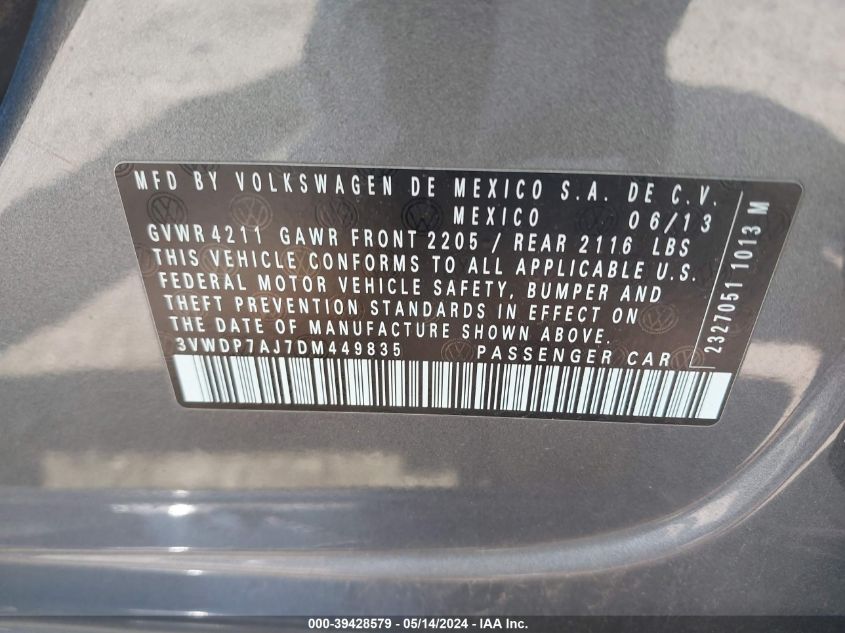 MFD BY VOLKSWAGEN DE MEXICO S.A. DE C.V.
MEXICO 06/13
GVWR 4211 GAWR FRONT 2205 / REAR 2116 LBS
THIS VEHICLE CONFORMS TO ALL APPLICABLE U.S.
FEDERAL MOTOR VEHICLE SAFETY, BUMPER AND
THEFT PREVENTION STANDARDS IN EFFECT ON
THE DATE OF MANUFACTURE SHOWN ABOVE.
3VWDP7AJ7DM449835 PASSENGER CAR
2327051 1013 M
000-39428579 - 05/14/2024 - IAA Inc.